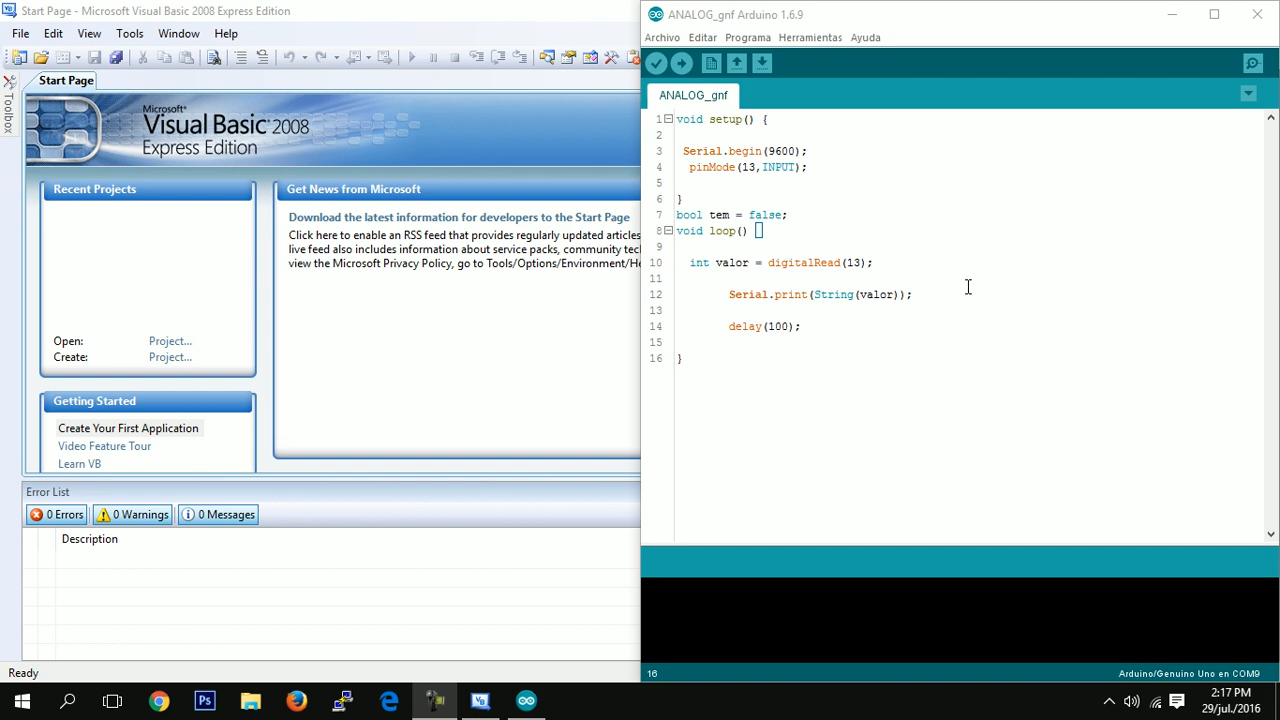 Start Page - Microsoft Visual Basic 2008 Express Edition
File Edit View Tools Window Help
Toolbox
Start Page
Microsoft®
Visual Basic® 2008
Express Edition
Recent Projects
Open: Project...
Create: Project...
Getting Started
Create Your First Application
Video Feature Tour
Learn VB
Get News from Microsoft
Download the latest information for developers to the Start Page
Click here to enable an RSS feed that provides regularly updated articles
live feed also includes information about service packs, community tec
view the Microsoft Privacy Policy, go to Tools/Options/Environment/He
Error List
0 Errors 0 Warnings 0 Messages
Description
Ready
ANALOG_gnf Arduino 1.6.9
Archivo Editar Programa Herramientas Ayuda
ANALOG_gnf
1 void setup() {
2
3 Serial.begin(9600);
4 pinMode(13,INPUT);
5
6 }
7 bool tem = false;
8 void loop() {
9
10 int valor = digitalRead(13);
11
12 Serial.print(String(valor));
13
14 delay(100);
15
16 }
16 Arduino/Genuino Uno en COM9
Ps
2:17 PM
29/jul./2016